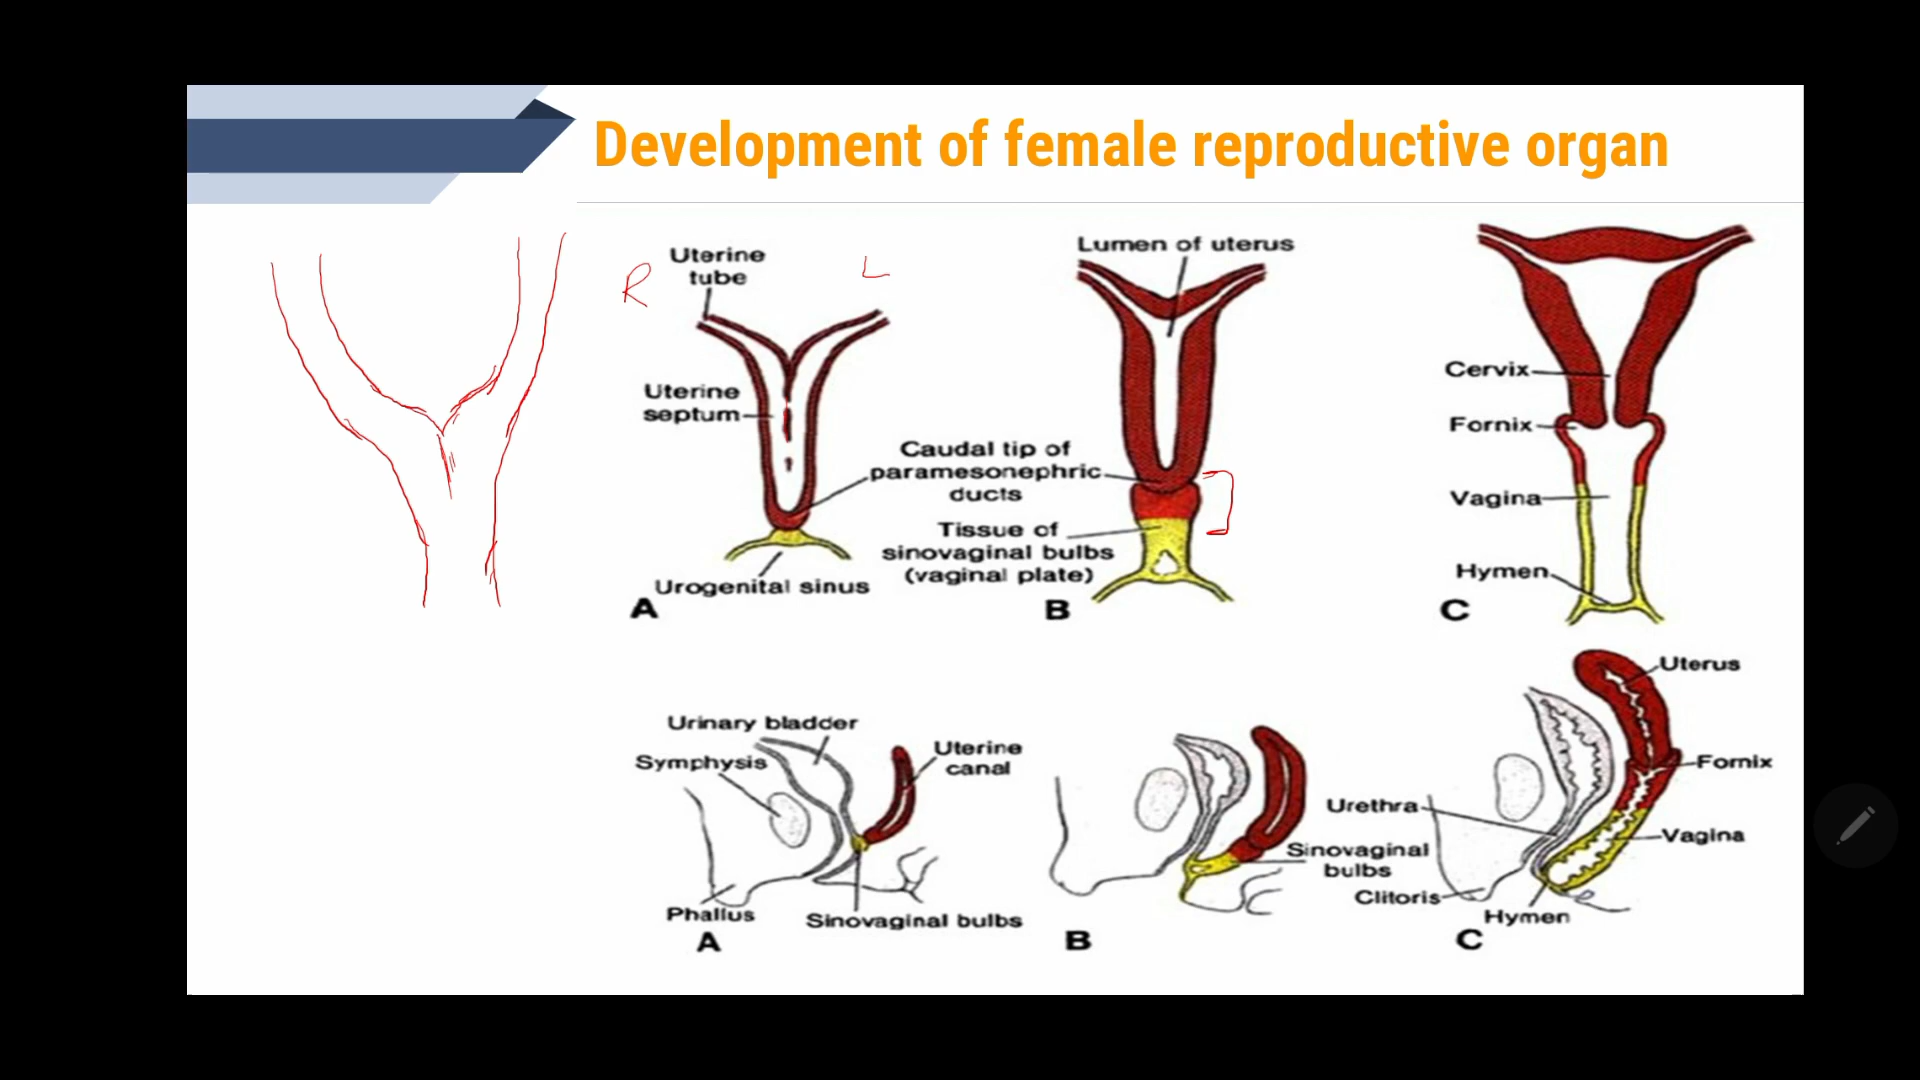 Development of female reproductive organ
R
Uterine
tube
L
Uterine
septum
Caudal tip of
paramesonephric
ducts
Urogenital sinus
A
Lumen of uterus
Tissue of
sinovaginal bulbs
(vaginal plate)
B
Cervix
Fornix
Vagina
Hymen
C
Urinary bladder
Symphysis
Uterine
canal
Phallus
Sinovaginal bulbs
A
Sinovaginal
bulbs
B
Uterus
Fornix
Urethra
Vagina
Clitoris
Hymen
C